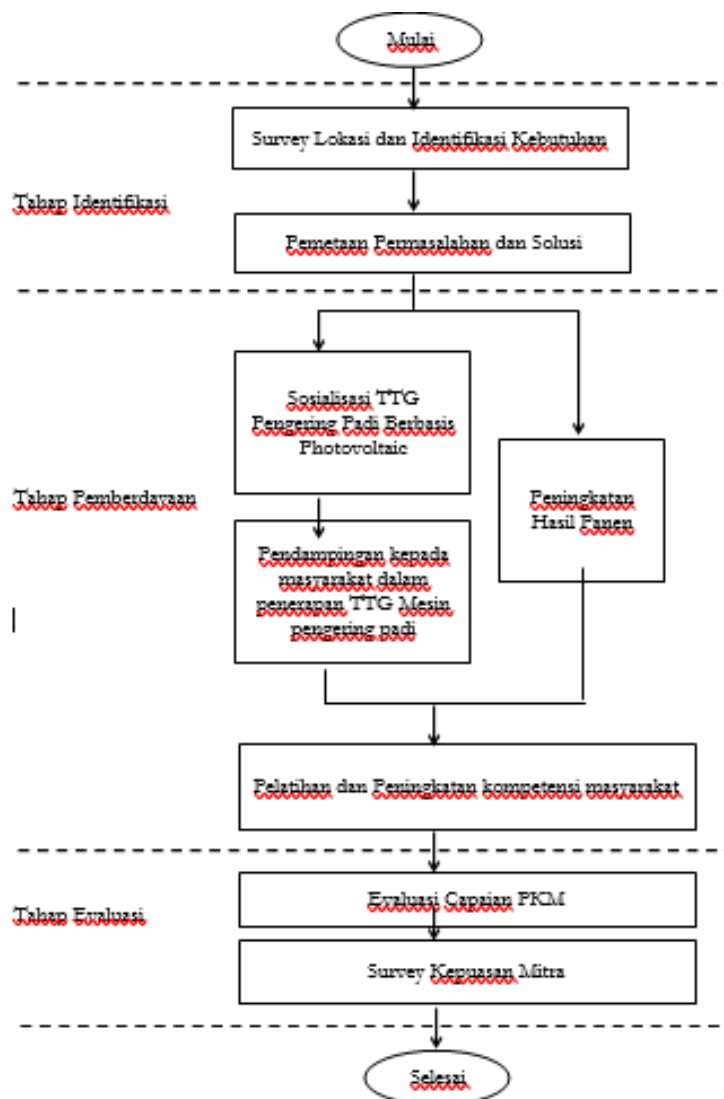 Mulai
Survey Lokasi dan Identifikasi Kebutuhan
Tahap Identifikasi
Pemetaan Permasalahan dan Solusi
Sosialisasi TTG
Pengering Padi Berbasis
Photovoltaic
Tahap Pemberdayaan
Peningkatan
Hasil Panen
Pendampingan kepada
masyarakat dalam
penerapan TTG Mesin
pengering padi
Pelatihan dan Peningkatan kompetensi masyarakat
Tahap Evaluasi
Evaluasi Capaian PKM
Survey Kepuasan Mitra
Selesai